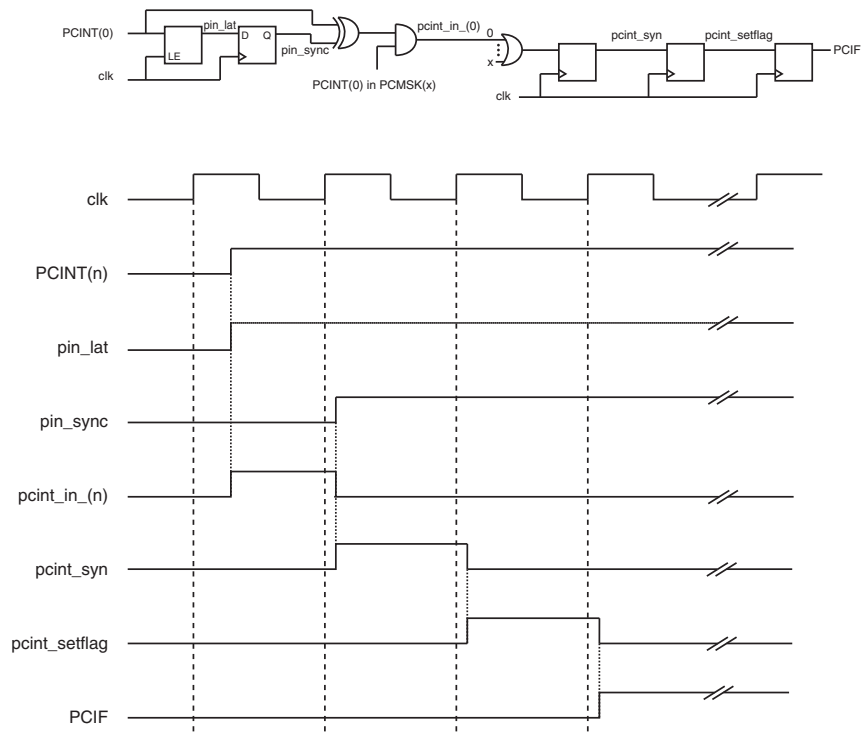 PCINT(0)
pin_lat
D Q
pin_sync
LE
clk
pcint_in_(0)
0
x
PCINT(0) in PCMSK(x)
clk
pcint_syn
pcint_setflag
PCIF
clk
PCINT(n)
pin_lat
pin_sync
pcint_in_(n)
pcint_syn
pcint_setflag
PCIF